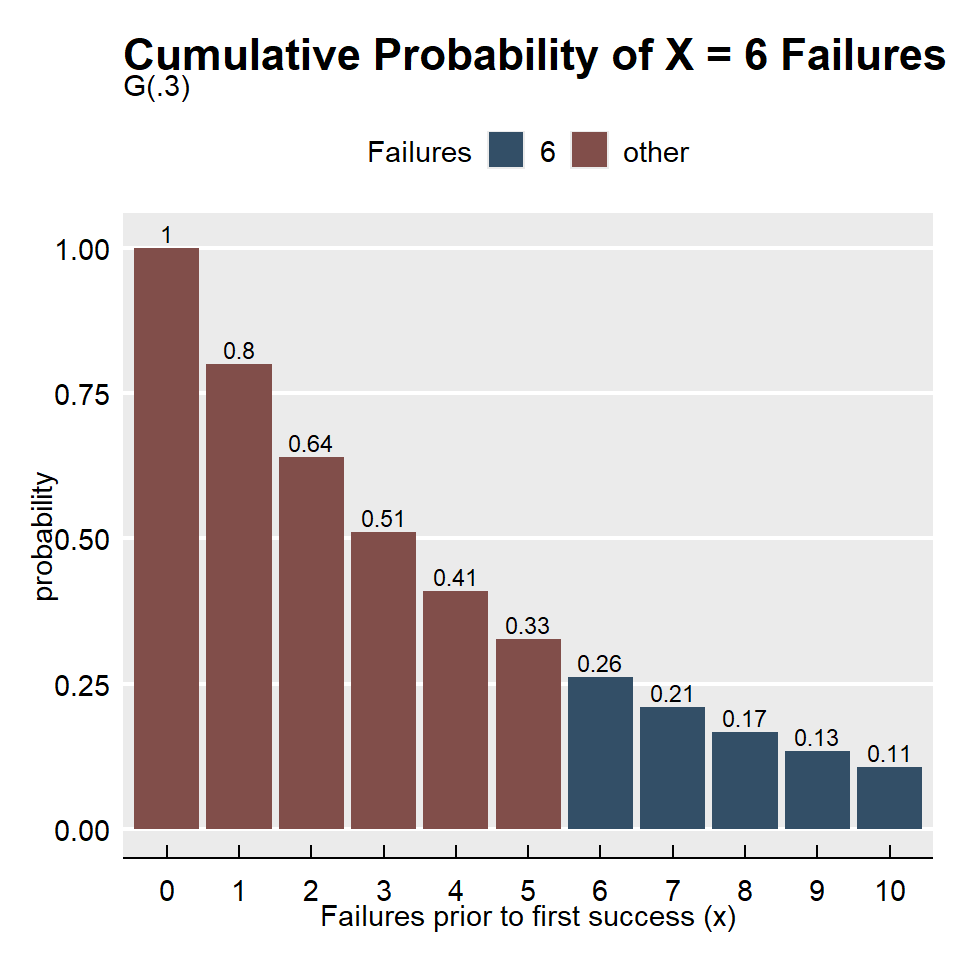 Cumulative Probability of X = 6 Failures
G(.3)
Failures 6 other
1
1.00
0.8
0.75
0.64
0.51
0.50
0.41
0.33
0.26
0.25
0.21
0.17
0.13
0.11
0.00
probability
0 1 2 3 4 5 6 7 8 9 10
Failures prior to first success (x)